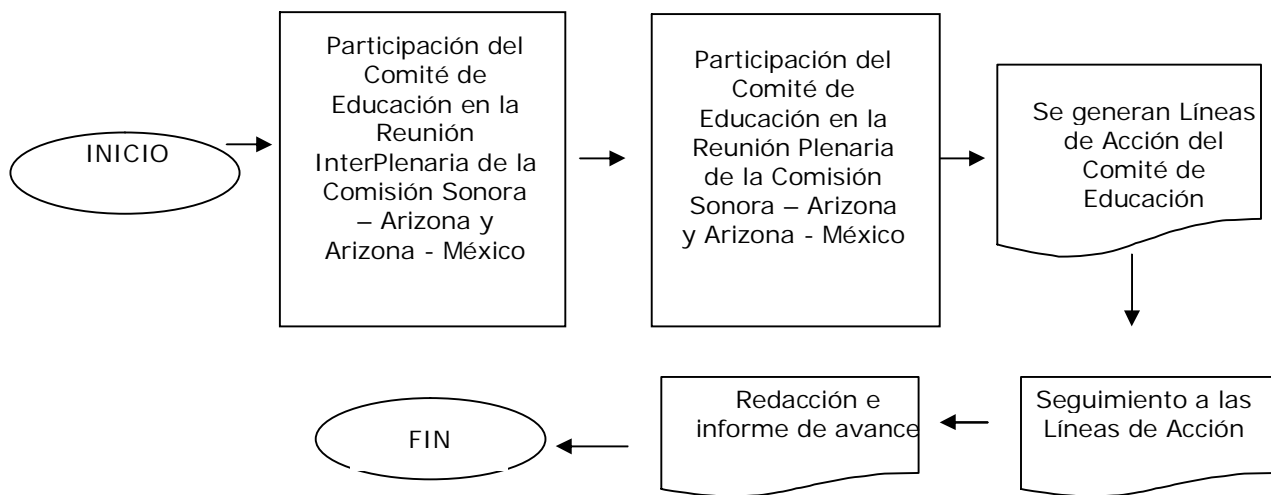 INICIO
Participación del
Comité de
Educación en la
Reunión
InterPlenaria de la
Comisión Sonora
– Arizona y
Arizona - México
Participación del
Comité de
Educación en la
Reunión Plenaria
de la Comisión
Sonora – Arizona
y Arizona - México
Se generan Líneas
de Acción del
Comité de
Educación
Seguimiento a las
Líneas de Acción
Redacción e
informe de avance
FIN